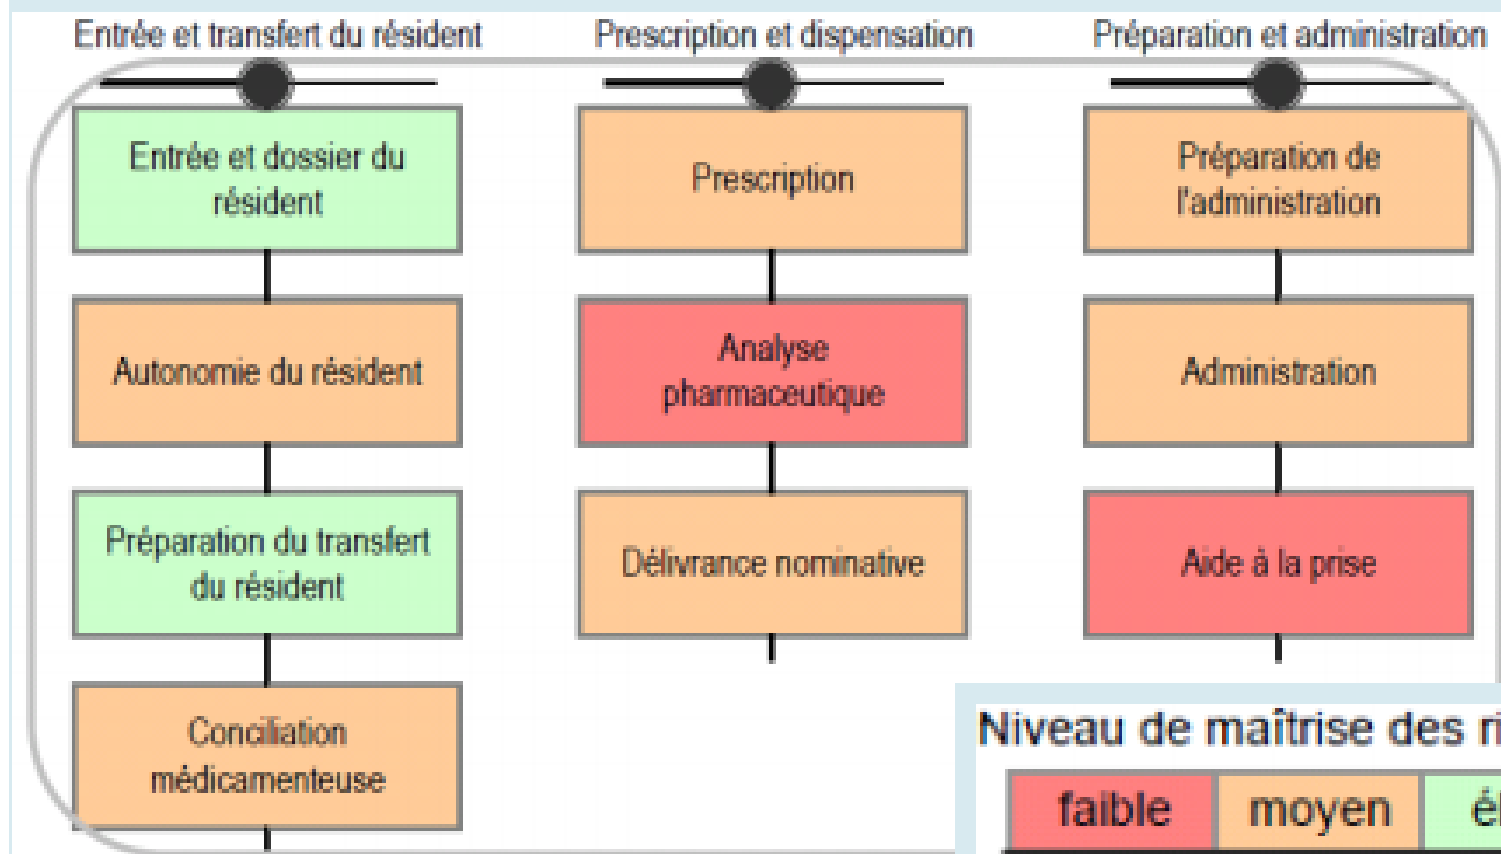 Entrée et transfert du résident
Entrée et dossier du
résident
Autonomie du résident
Préparation du transfert
du résident
Conciliation
médicamenteuse
Prescription et dispensation
Prescription
Analyse
pharmaceutique
Délivrance nominative
Préparation et administration
Préparation de
l'administration
Administration
Aide à la prise
Niveau de maîtrise des
faible
moyen